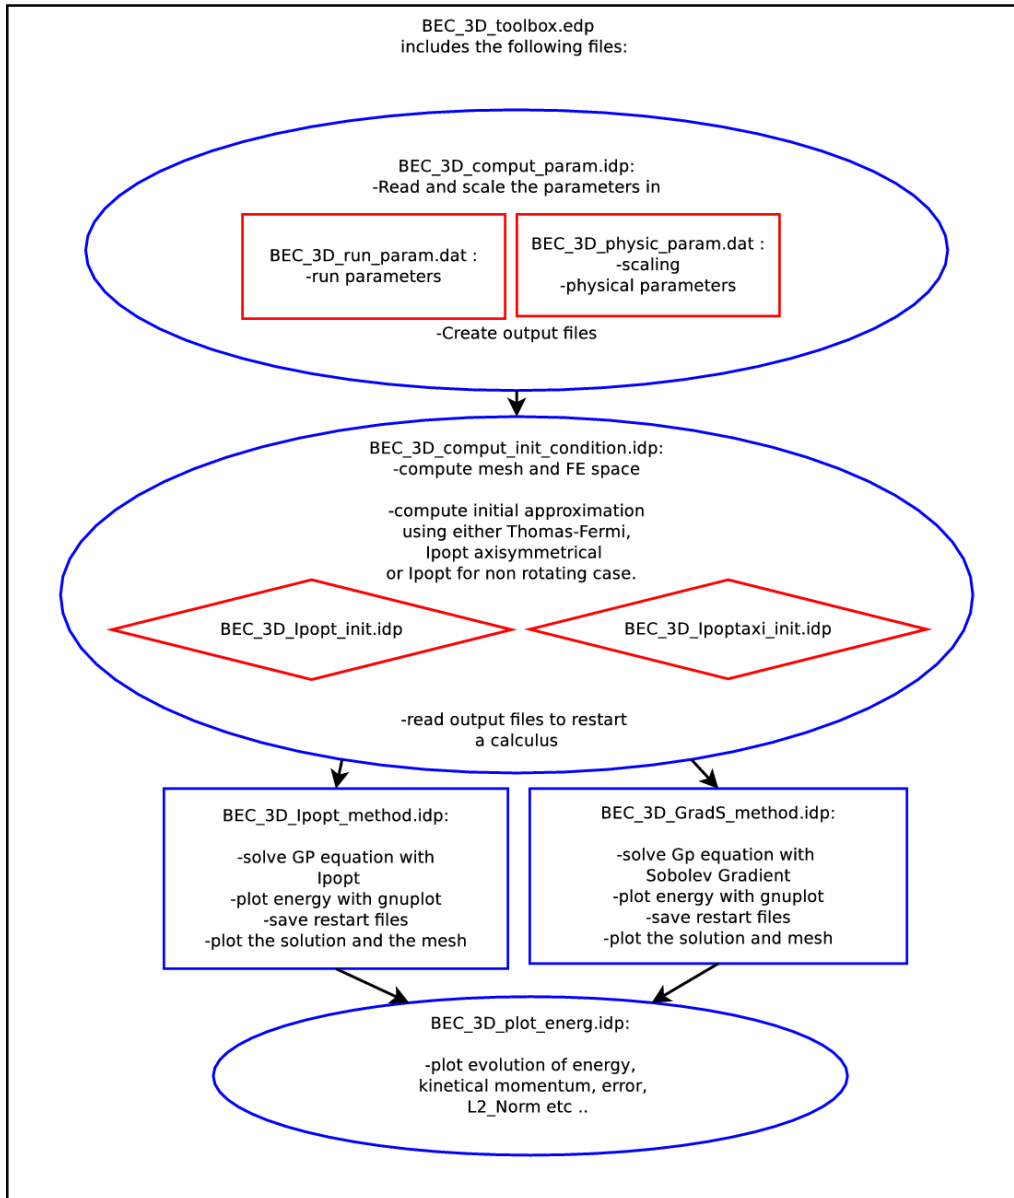 BEC_3D_toolbox.edp
includes the following files:
BEC_3D_comput_param.idp:
-Read and scale the parameters in
BEC_3D_run_param.dat :
-run parameters
BEC_3D_physic_param.dat :
-scaling
-physical parameters
-Create output files
BEC_3D_comput_init_condition.idp:
-compute mesh and FE space
-compute initial approximation
using either Thomas-Fermi,
Ipopt axisymmetrical
or Ipopt for non rotating case.
BEC_3D_Ipopt_init.idp
BEC_3D_Ipoptaxi_init.idp
-read output files to restart
a calculus
BEC_3D_Ipopt_method.idp:
-solve GP equation with
Ipopt
-plot energy with gnuplot
-save restart files
-plot the solution and the mesh
BEC_3D_GradS_method.idp:
-solve Gp equation with
Sobolev Gradient
-plot energy with gnuplot
-save restart files
-plot the solution and mesh
BEC_3D_plot_energ.idp:
-plot evolution of energy,
kinetical momentum, error,
L2_Norm etc ..